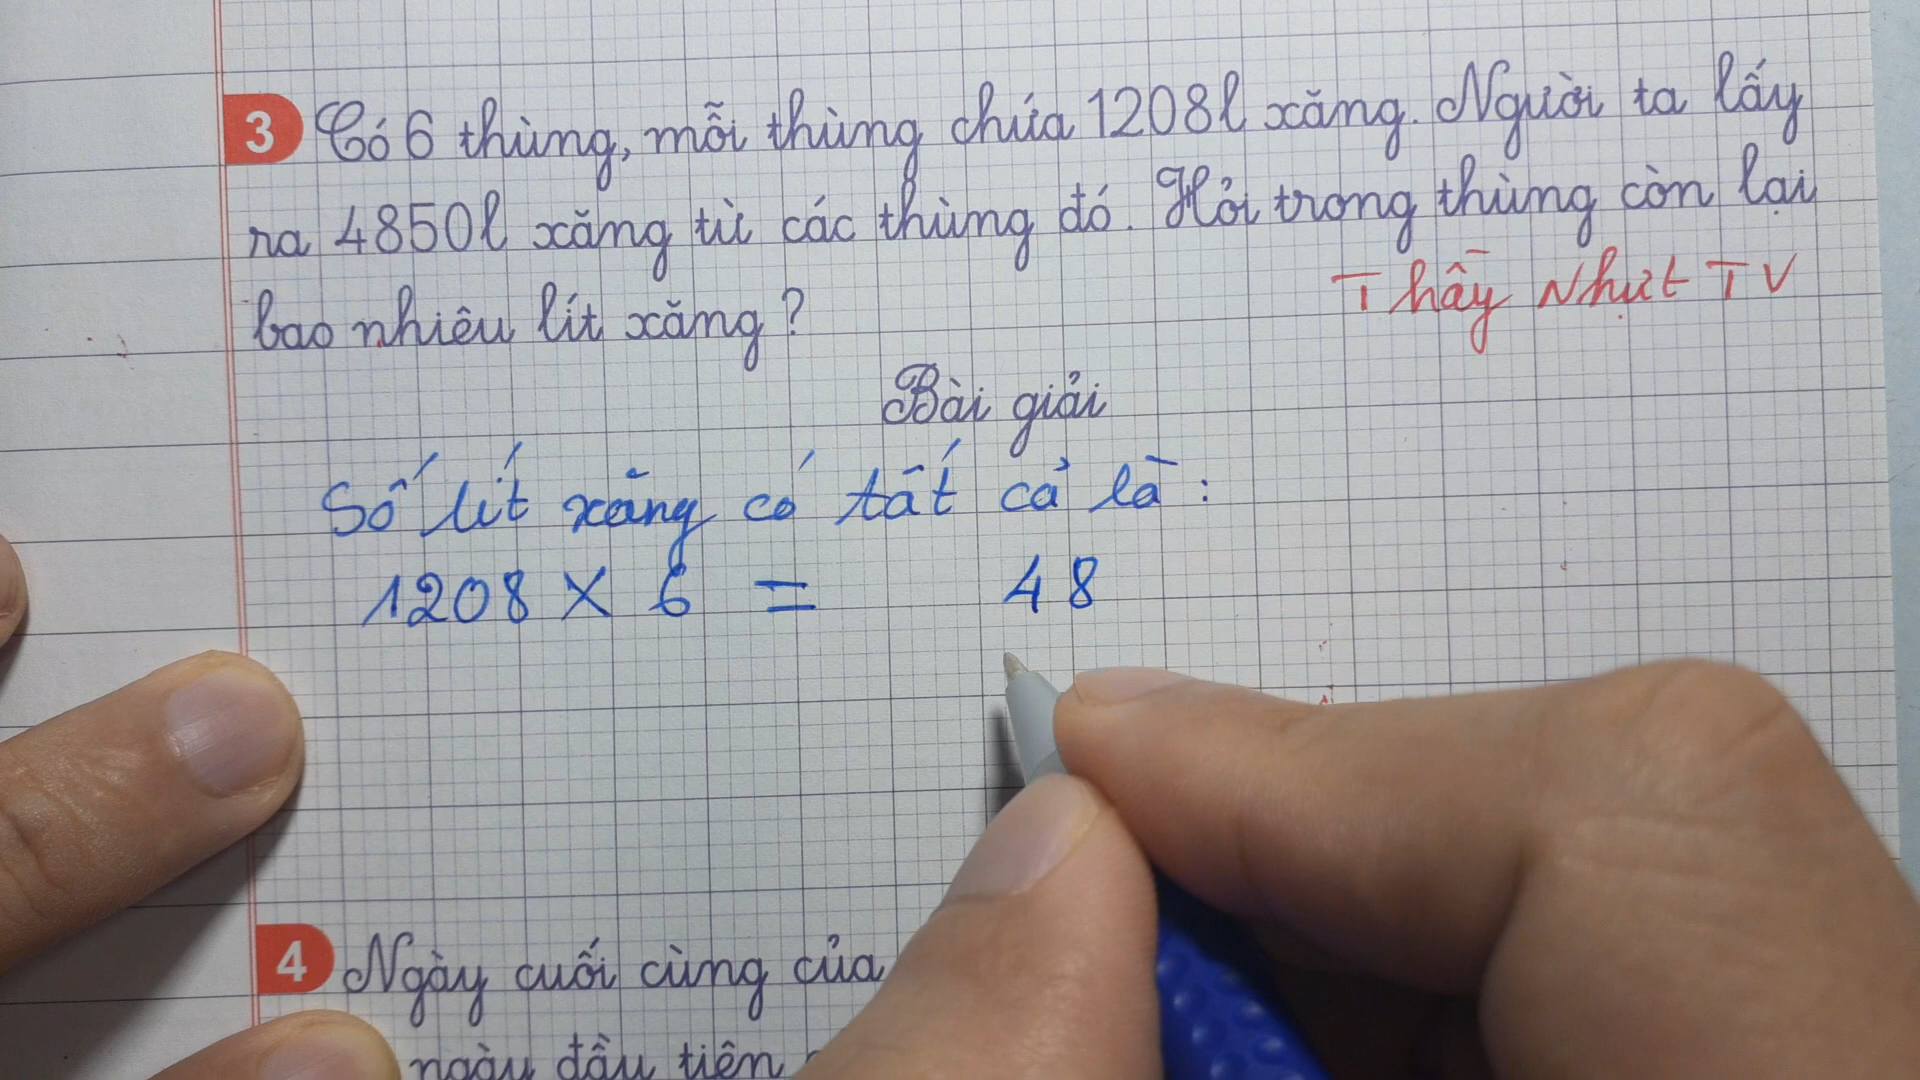 3 Có 6 thùng, mỗi thùng chứa 1208l xăng. Người ta lấy
ra 4850l xăng từ các thùng đó. Hỏi trong thùng còn lại
bao nhiêu lít xăng?
Thầy Nhựt TV
Bài giải
Số lít xăng có tất cả là:
1208 × 6 = 48
4 Ngày cuối cùng của
ngày đầu tiên